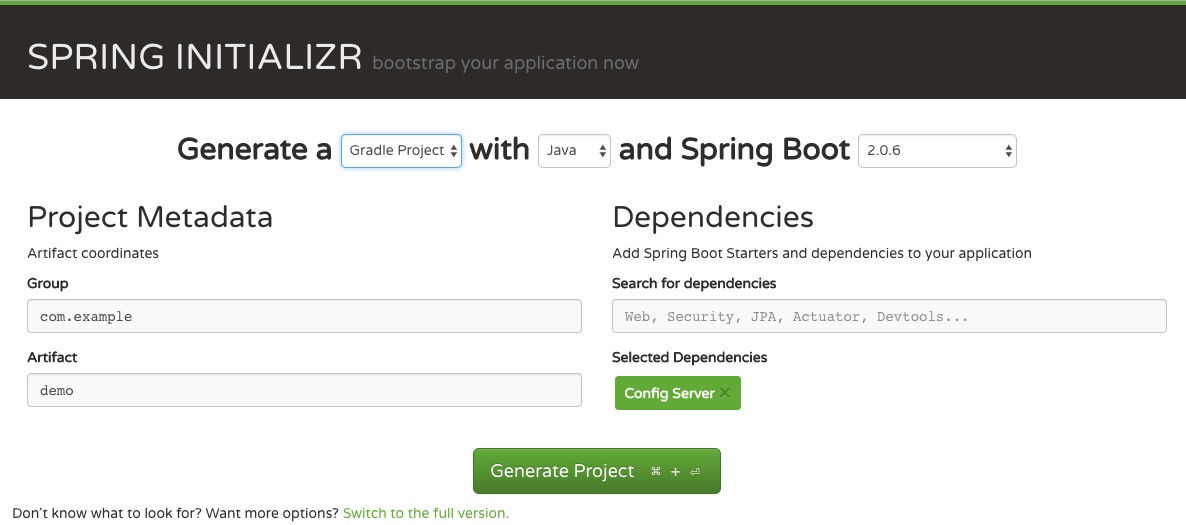 SPRING INITIALIZR bootstrap your application now
Generate a Gradle Project with Java and Spring Boot 2.0.6
Project Metadata
Artifact coordinates
Group
com.example
Artifact
demo
Dependencies
Add Spring Boot Starters and dependencies to your application
Search for dependencies
Web, Security, JPA, Actuator, Devtools...
Selected Dependencies
Config Server ×
Generate Project ⌘ + ⏎
Don't know what to look for? Want more options? Switch to the full version.